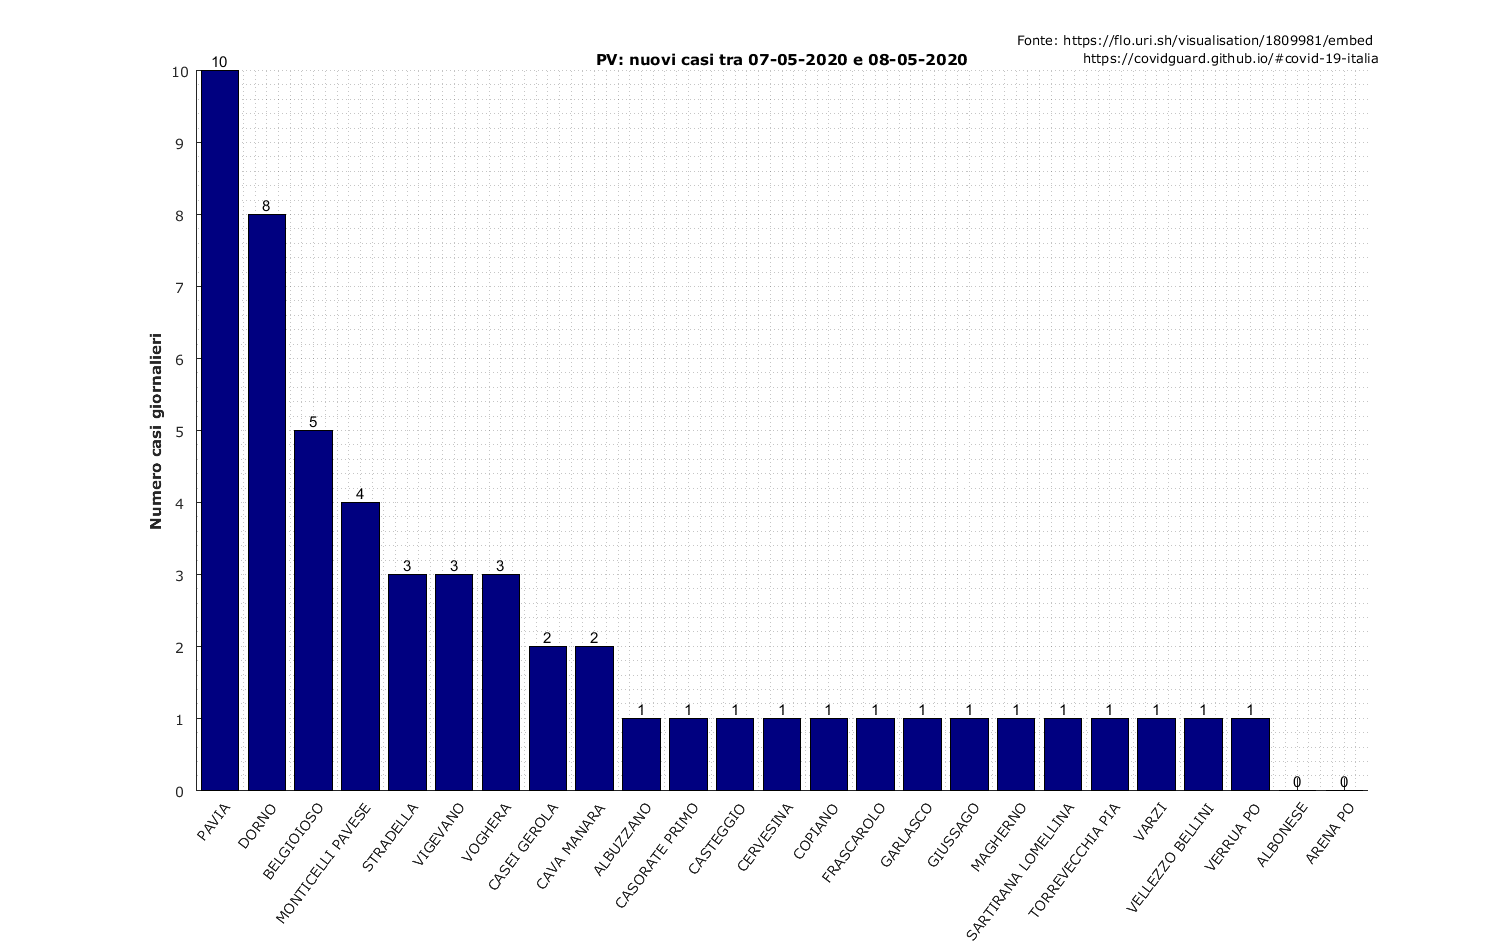 Fonte: https://flo.uri.sh/visualisation/1809981/embed
https://covidguard.github.io/#covid-19-italia
PV: nuovi casi tra 07-05-2020 e 08-05-2020
Numero casi giornalieri
10
9
8
7
6
5
4
3
2
1
0
10
8
5
4
3
3
3
2
2
1
1
1
1
1
1
1
1
1
1
1
1
1
1
0
0
PAVIA
DORNO
BELGIOIOSO
MONTICELLI PAVESE
STRADELLA
VIGEVANO
VOGHERA
CASEI GEROLA
CAVA MANARA
ALBUZZANO
CASORATE PRIMO
CASTEGGIO
CERVESINA
COPIANO
FRASCAROLO
GARLASCO
GIUSSAGO
MAGHERNO
SARTIRANA LOMELLINA
TORREVECCHIA PIA
VARZI
VELLEZZO BELLINI
VERRUA PO
ALBONESE
ARENA PO